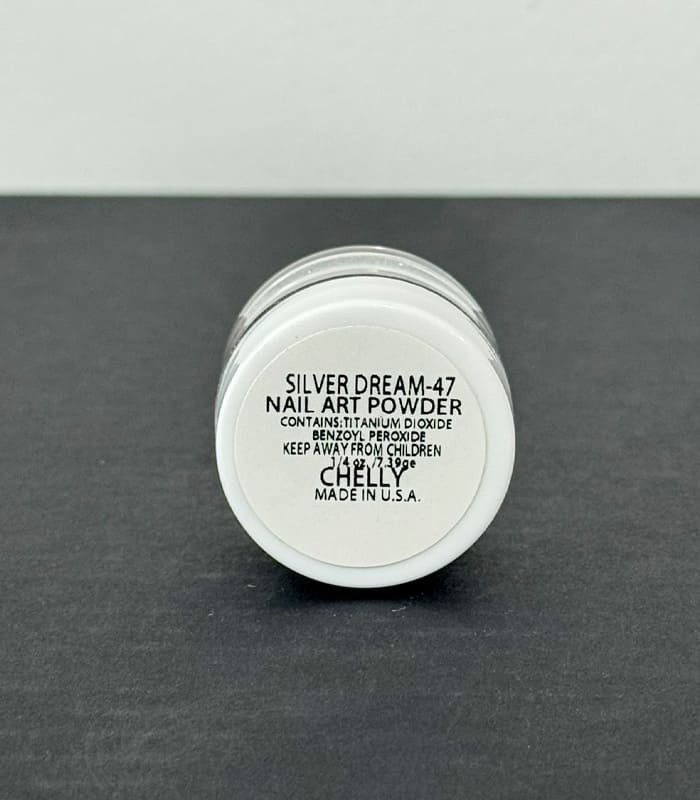 SILVER DREAM-47
NAIL ART POWDER
CONTAINS:TITANIUM DIOXIDE
BENZOYL PEROXIDE
KEEP AWAY FROM CHILDREN
1/4 oz./7.39ge
CHELLY
MADE IN U.S.A.